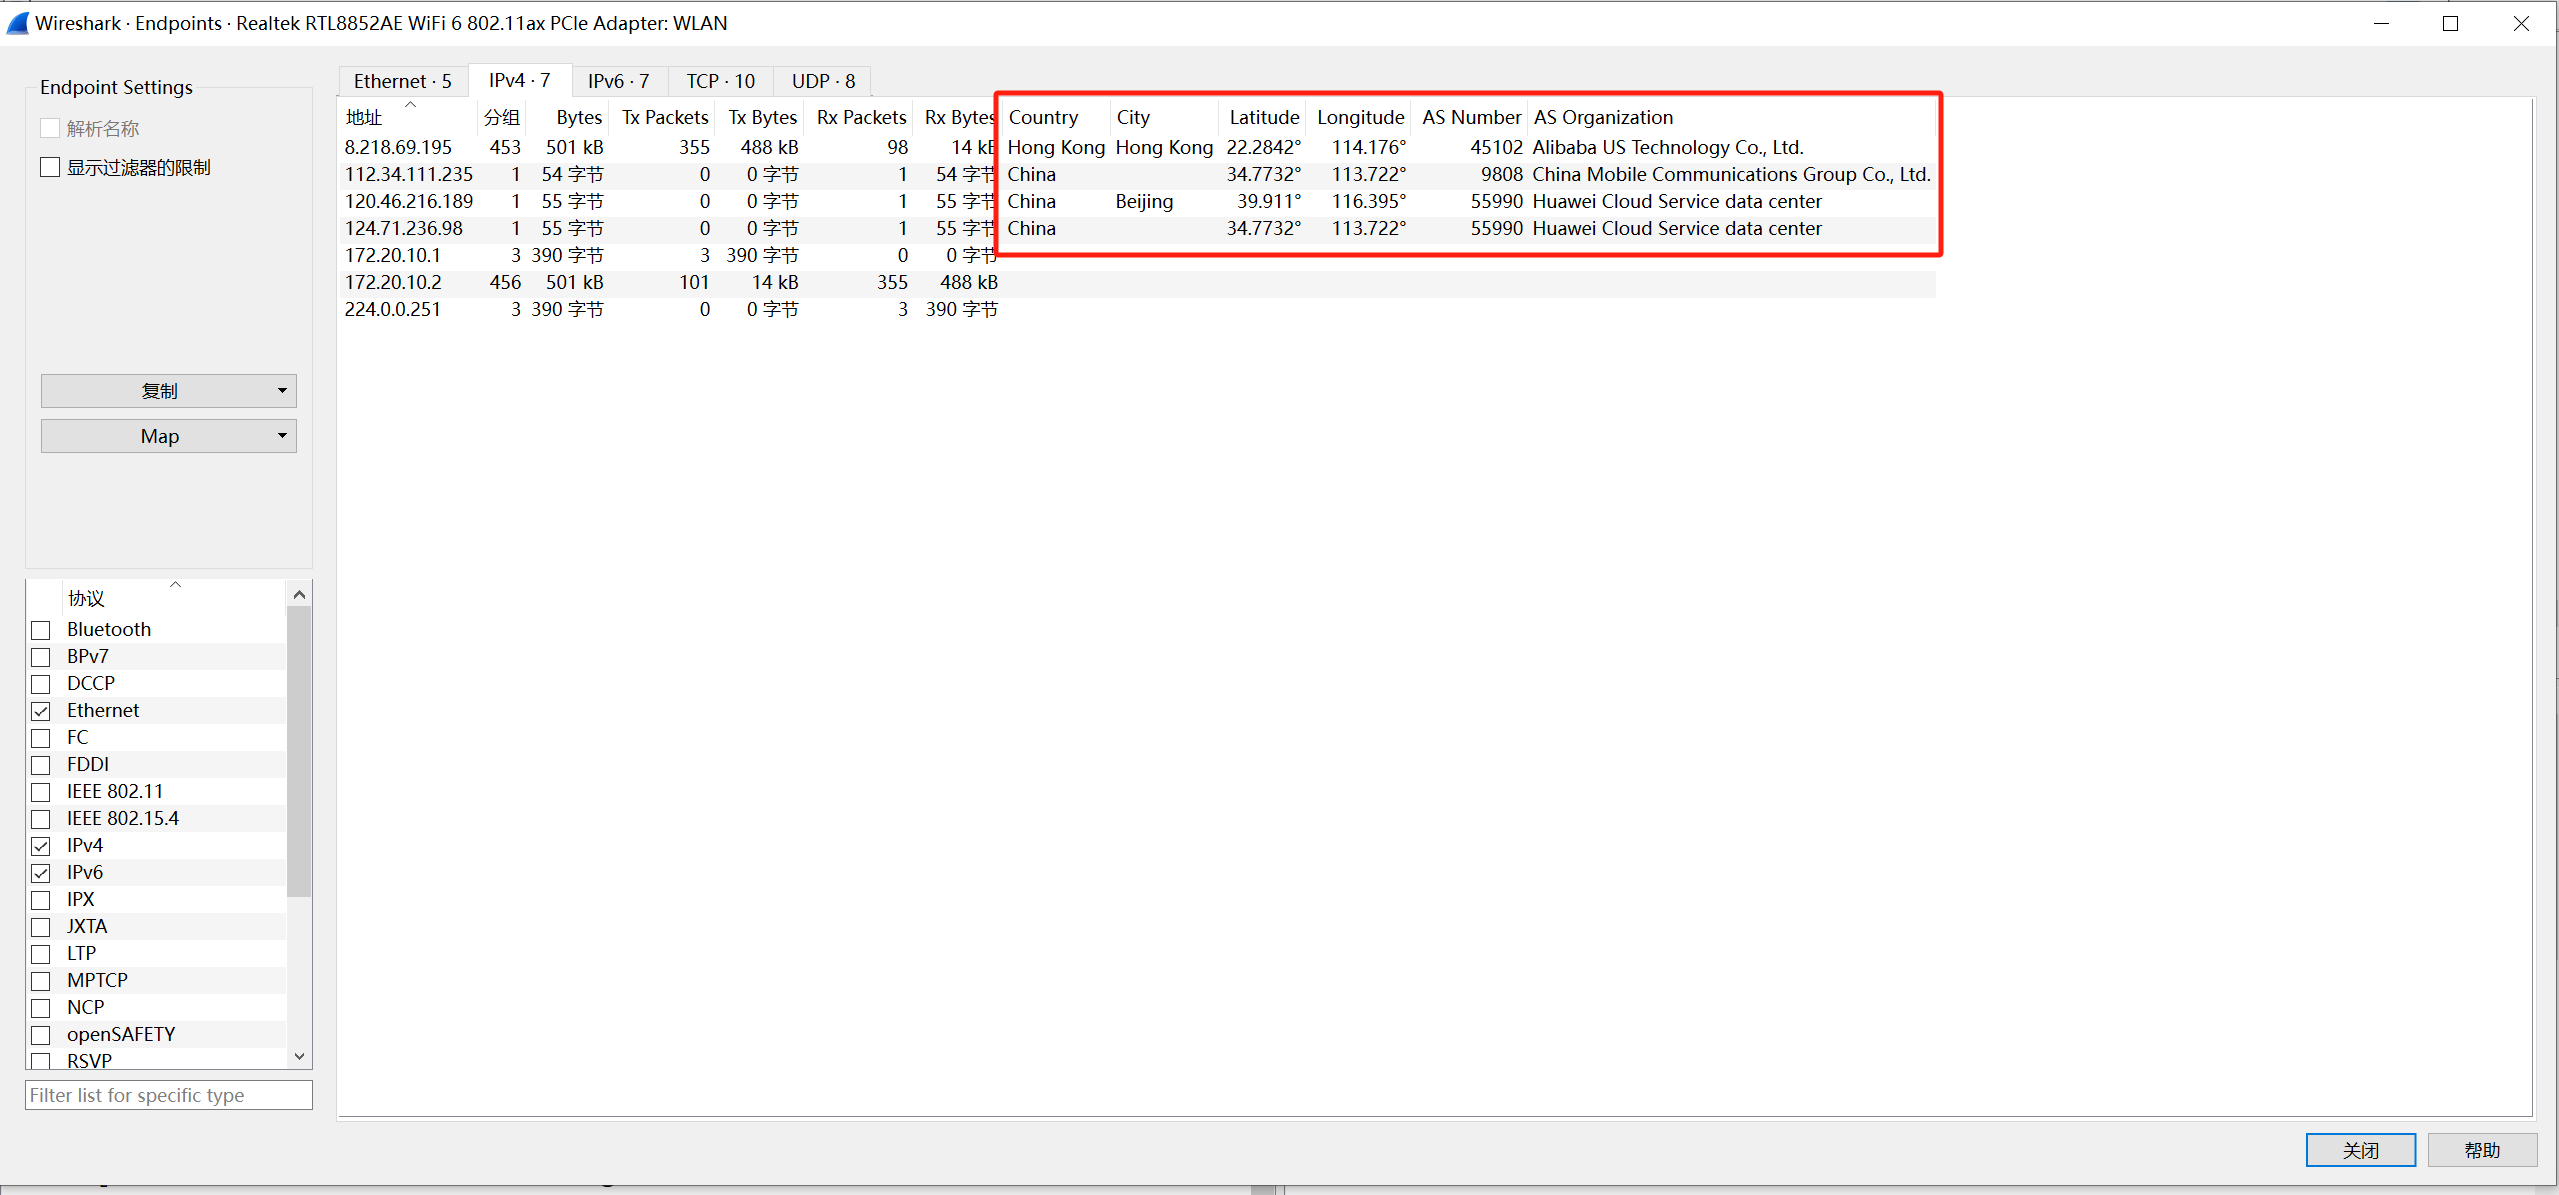 Wireshark · Endpoints · Realtek RTL8852AE WiFi 6 802.11ax PCIe Adapter: WLAN
Endpoint Settings
解析名称
显示过滤器的限制
复制
Map
协议
Bluetooth
BPv7
DCCP
Ethernet
FC
FDDI
IEEE 802.11
IEEE 802.15.4
IPv4
IPv6
IPX
JXTA
LTP
MPTCP
NCP
openSAFETY
RSVP
Filter list for specific type
Ethernet · 5 IPv4 · 7 IPv6 · 7 TCP · 10 UDP · 8
地址 分组 Bytes Tx Packets Tx Bytes Rx Packets Rx Bytes Country City Latitude Longitude AS Number AS Organization
8.218.69.195 453 501 kB 355 488 kB 98 14 kB Hong Kong Hong Kong 22.2842° 114.176° 45102 Alibaba US Technology Co., Ltd.
112.34.111.235 1 54 字节 0 0 字节 1 54 字节 China 34.7732° 113.722° 9808 China Mobile Communications Group Co., Ltd.
120.46.216.189 1 55 字节 0 0 字节 1 55 字节 China Beijing 39.911° 116.395° 55990 Huawei Cloud Service data center
124.71.236.98 1 55 字节 0 0 字节 1 55 字节 China 34.7732° 113.722° 55990 Huawei Cloud Service data center
172.20.10.1 3 390 字节 3 390 字节 0 0 字节
172.20.10.2 456 501 kB 101 14 kB 355 488 kB
224.0.0.251 3 390 字节 0 0 字节 3 390 字节
关闭 帮助